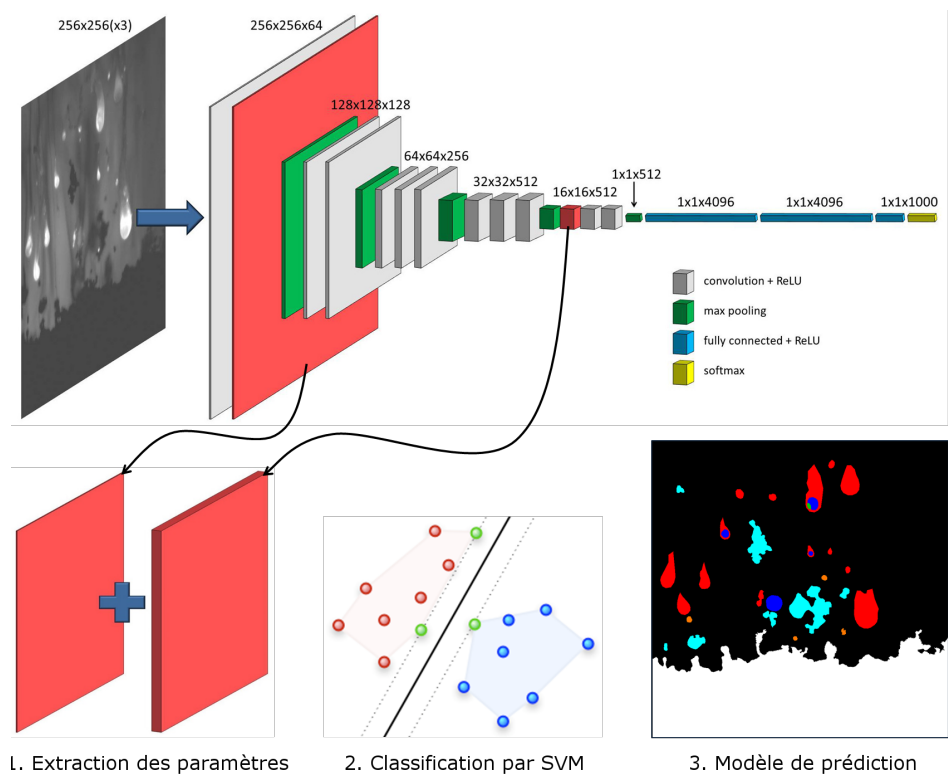 256x256(x3)
256x256x64
128x128x128
64x64x256
32x32x512
16x16x512
1x1x512
1x1x4096
1x1x4096
1x1x1000
convolution + ReLU
max pooling
fully connected + ReLU
softmax
1. Extraction des paramètres
2. Classification par SVM
3. Modèle de prédiction